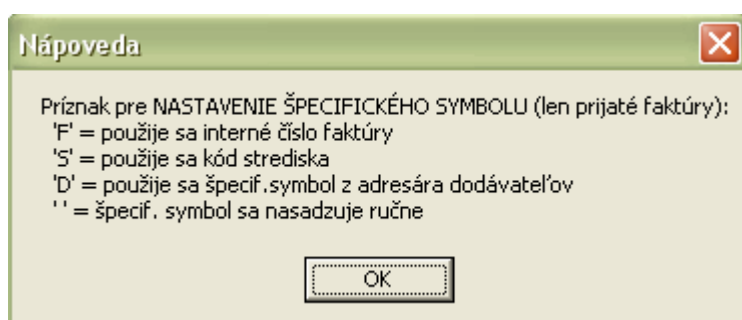 Nápoveda
Príznak pre NASTAVENIE ŠPECIFICKÉHO SYMBOLU (len prijaté faktúry):
'F' = použije sa interné číslo faktúry
'S' = použije sa kód strediska
'D' = použije sa špecif.symbol z adresára dodávateľov
' ' = špecif. symbol sa nasadzuje ručne
OK